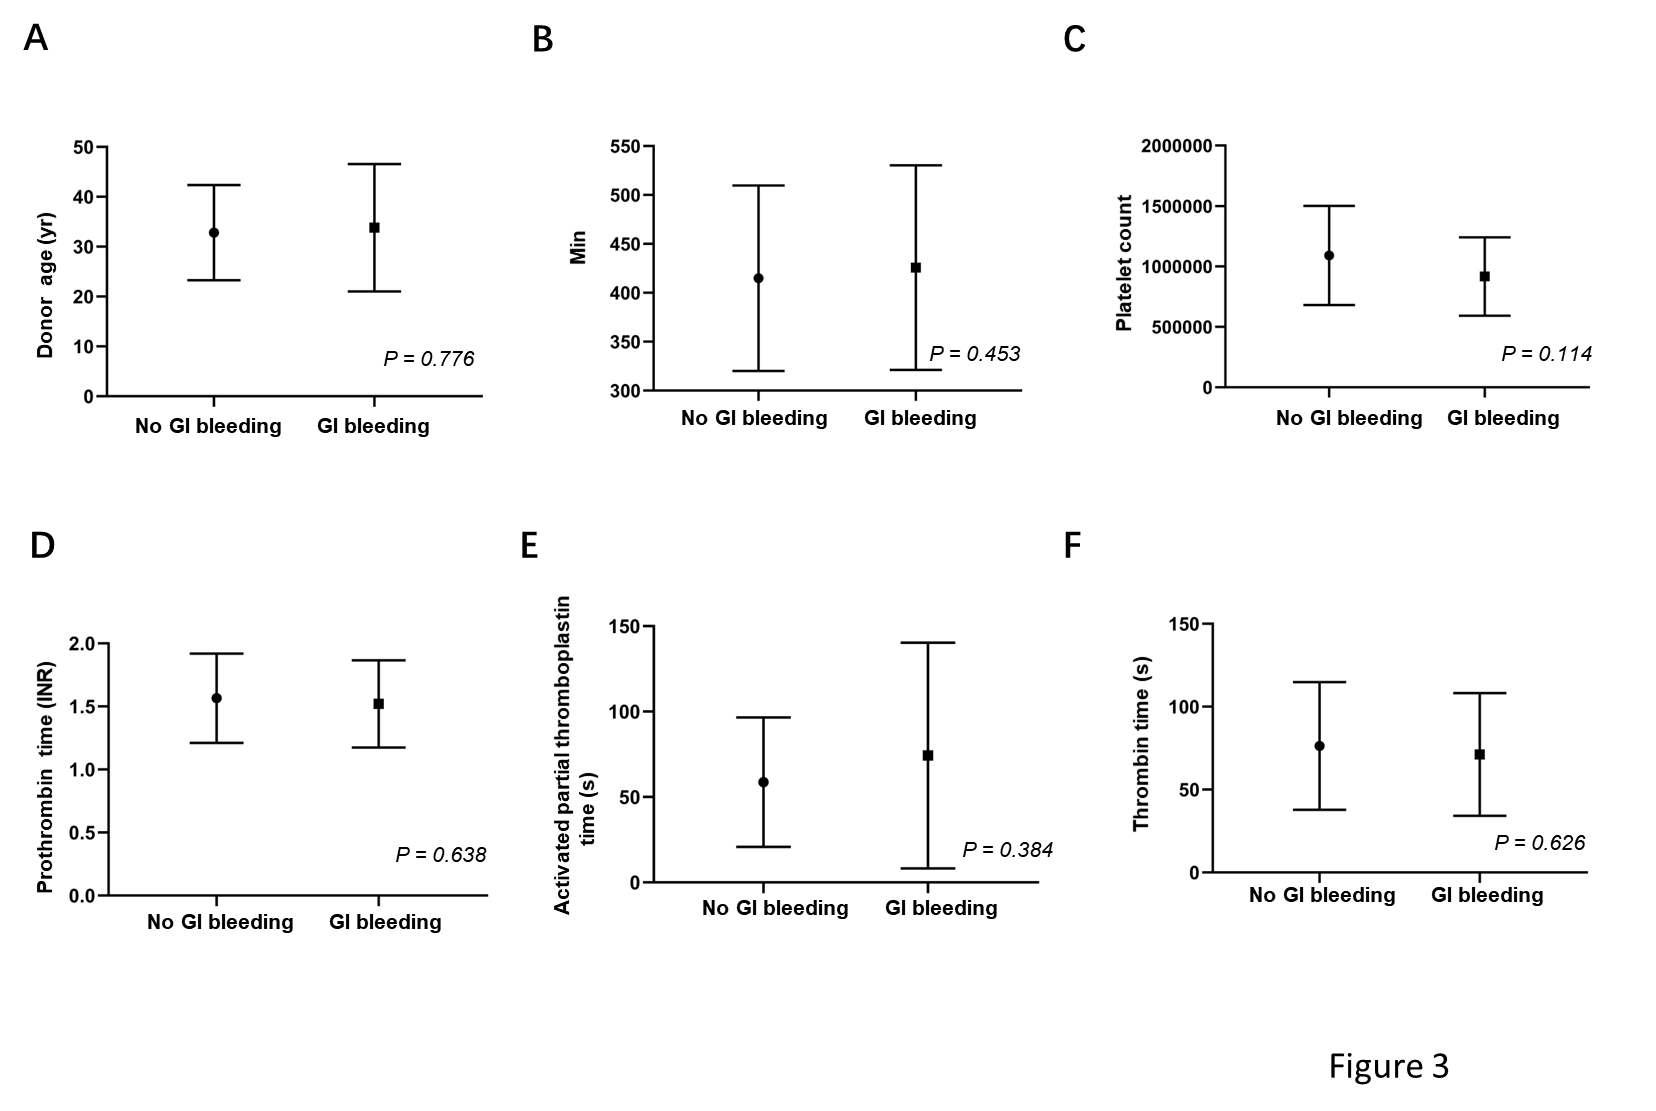 A
50
40
30
20
10
0
Donor age (yr)
P = 0.776
No GI bleeding GI bleeding
B
550
500
450
400
350
300
Min
P = 0.453
No GI bleeding GI bleeding
C
2000000
1500000
1000000
500000
0
Platelet count
P = 0.114
No GI bleeding GI bleeding
D
2.0
1.5
1.0
0.5
0.0
Prothrombin time (INR)
P = 0.638
No GI bleeding GI bleeding
E
150
100
50
0
Activated partial thromboplastin
time (s)
P = 0.384
No GI bleeding GI bleeding
F
150
100
50
0
Thrombin time (s)
P = 0.626
No GI bleeding GI bleeding
Figure 3